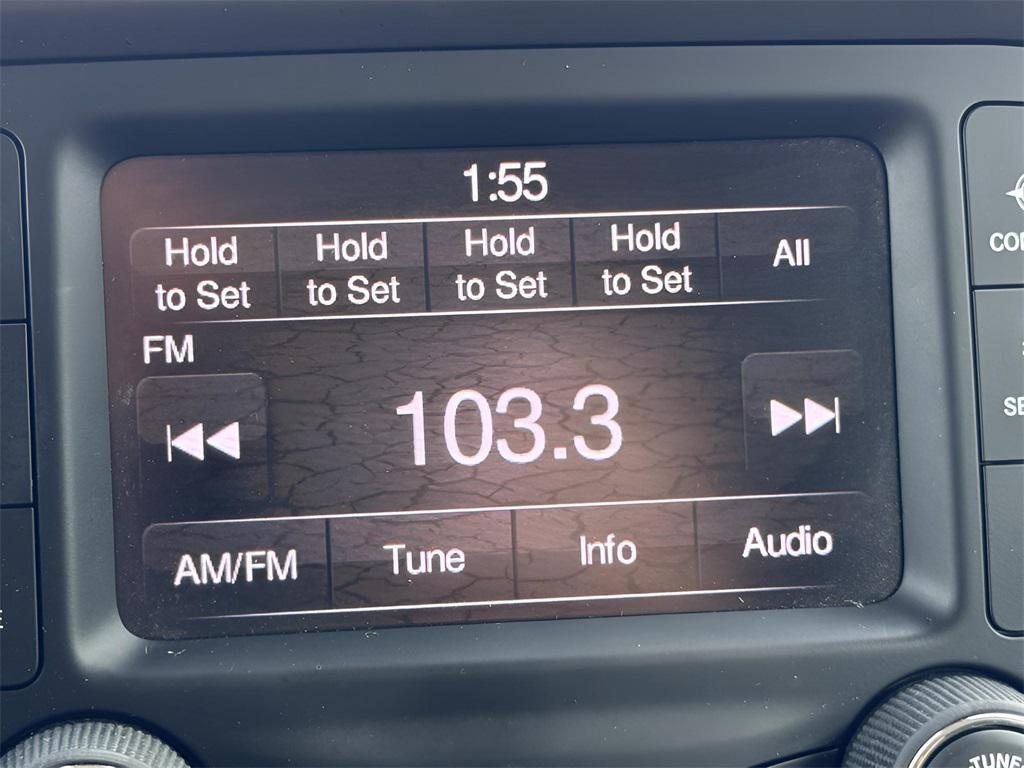 1:55
Hold to Set
Hold to Set
Hold to Set
Hold to Set
All
FM
103.3
AM/FM
Tune
Info
Audio
TUNE